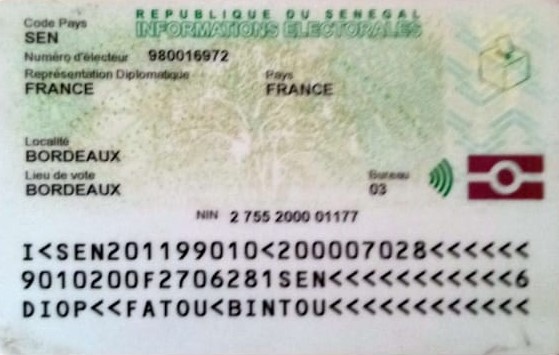 REPUBLIQUE DU SENEGAL
INFORMATIONS ELECTORALES
Code Pays
SEN
Numéro d'électeur 980016972
Représentation Diplomatique Pays
FRANCE FRANCE
Localité
BORDEAUX
Lieu de vote Bureau
BORDEAUX 03
NIN 2 755 2000 01177
I<SEN201199010<200007028<<<<<<
9010200F2706281SEN<<<<<<<<<<<6
DIOP<<FATOU<BINTOU<<<<<<<<<<<<